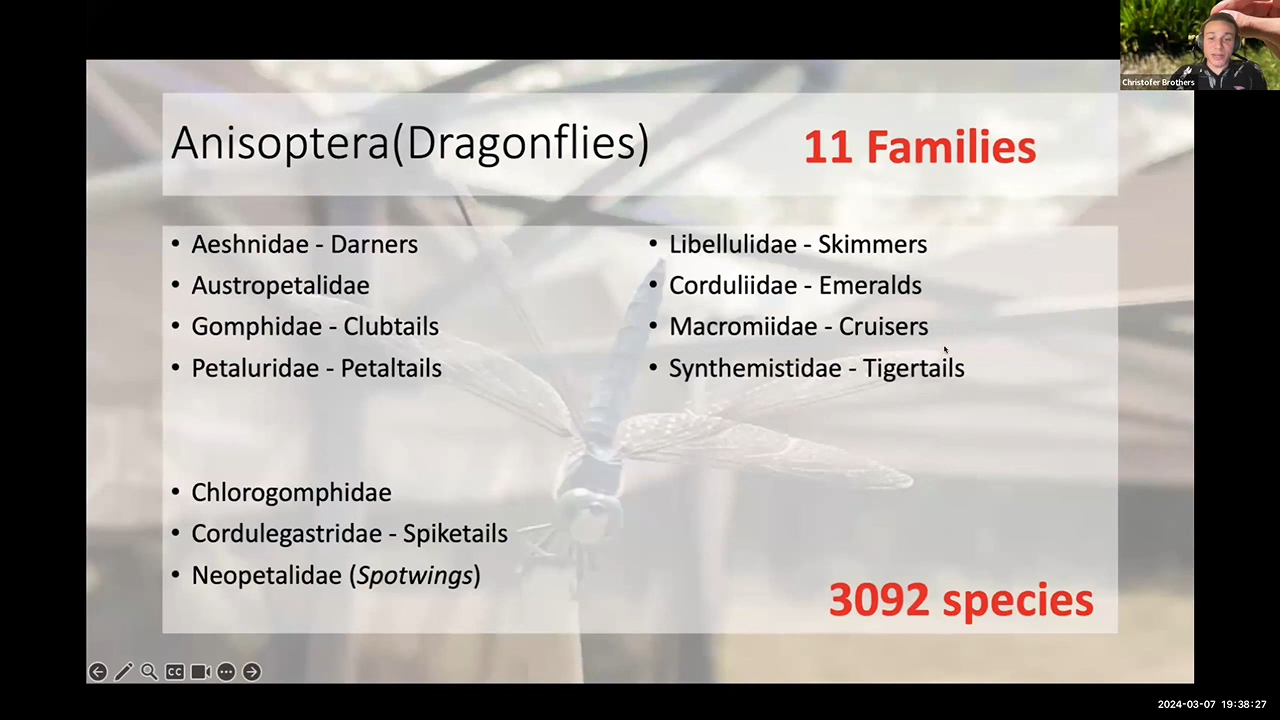 Christofer Brothers
Anisoptera(Dragonflies)
11 Families
• Aeshnidae - Darners
• Austropetalidae
• Gomphidae - Clubtails
• Petaluridae - Petaltails
• Chlorogomphidae
• Cordulegastridae - Spiketails
• Neopetalidae (Spotwings)
• Libellulidae - Skimmers
• Corduliidae - Emeralds
• Macromiidae - Cruisers
• Synthemistidae - Tigertails
3092 species
CC
2024-03-07 19:38:27